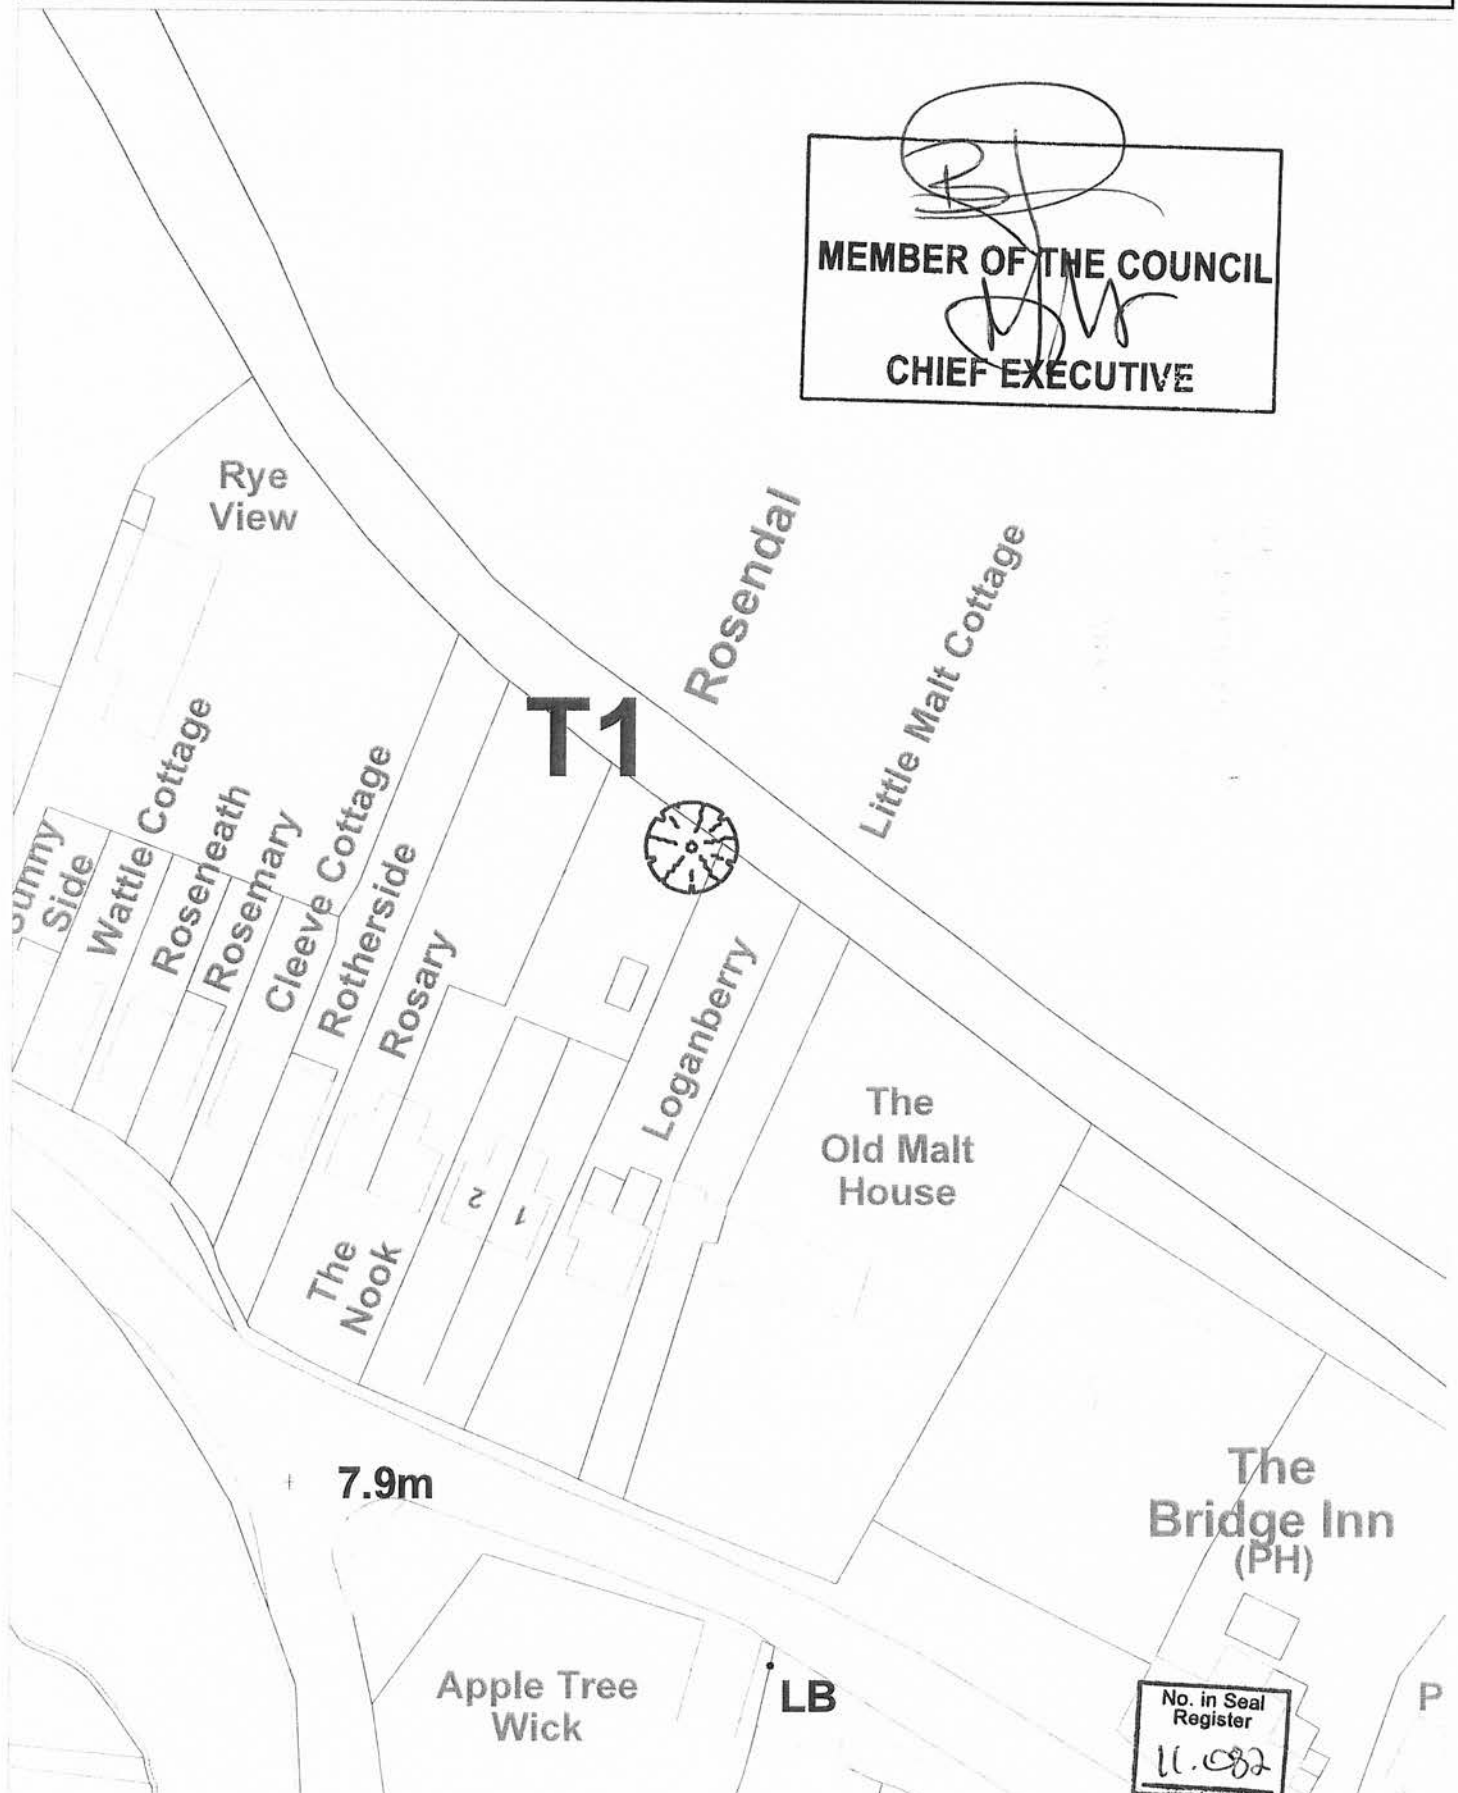 MEMBER OF THE COUNCIL
CHIEF EXECUTIVE
Rye
View
Rosendal
Little Malt Cottage
T1
Sunny
Side
Wattle Cottage
Roseneath
Rosemary
Cleeve Cottage
Rotherside
Rosary
Loganberry
The
Old Malt
House
2
1
The
Nook
7.9m
The
Bridge Inn
(PH)
Apple Tree
Wick
LB
No. in Seal
Register
11.082
P